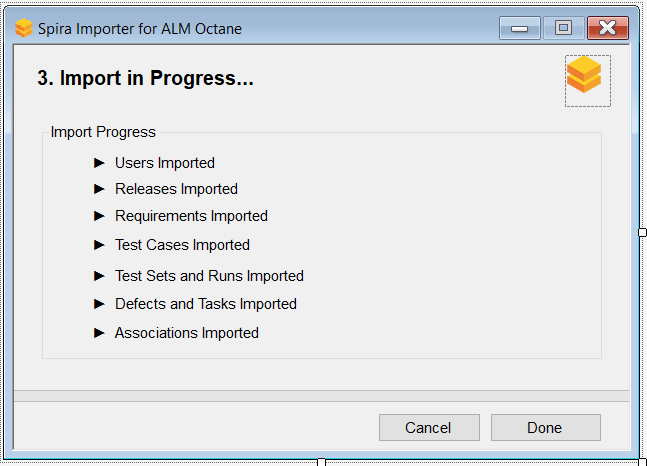 Spira Importer for ALM Octane
3. Import in Progress...
Import Progress
Users Imported
Releases Imported
Requirements Imported
Test Cases Imported
Test Sets and Runs Imported
Defects and Tasks Imported
Associations Imported
Cancel Done